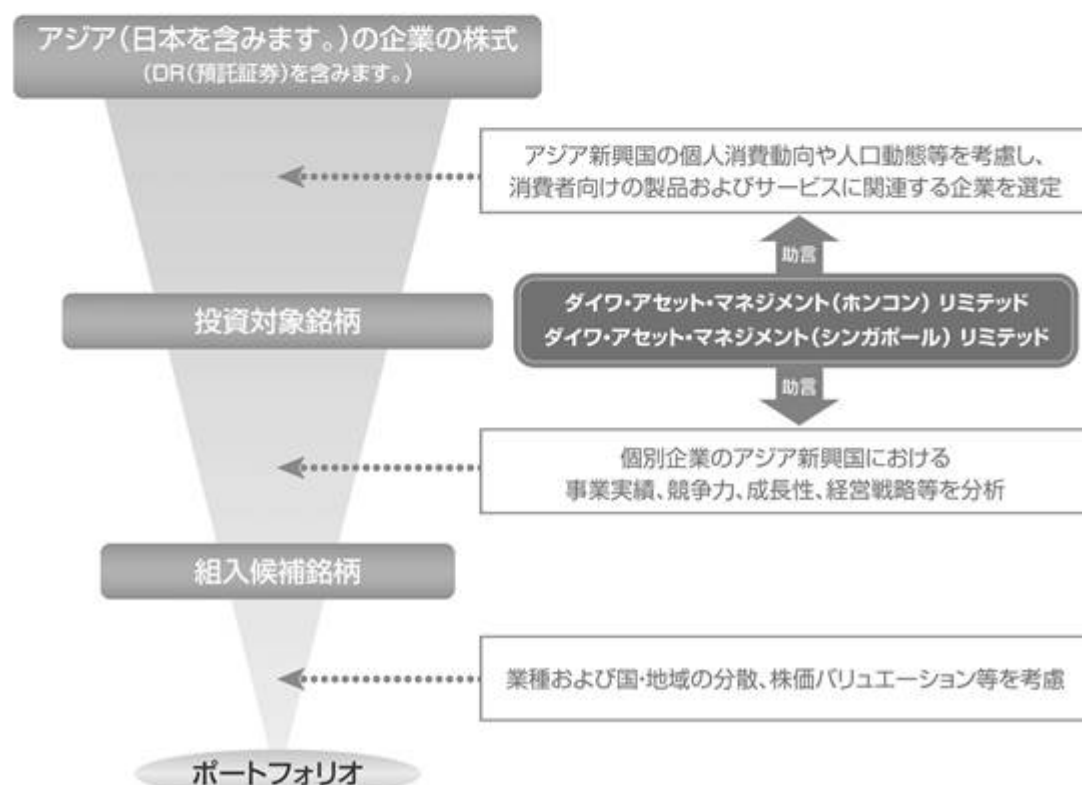 アジア(日本を含みます。)の企業の株式
(DR(預託証券)を含みます。)
アジア新興国の個人消費動向や人口動態等を考慮し、
消費者向けの製品およびサービスに関連する企業を選定
助言
投資対象銘柄
ダイワ・アセット・マネジメント(ホンコン)リミテッド
ダイワ・アセット・マネジメント(シンガポール)リミテッド
助言
個別企業のアジア新興国における
事業実績、競争力、成長性、経営戦略等を分析
組入候補銘柄
業種および国・地域の分散、株価バリュエーション等を考慮
ポートフォリオ